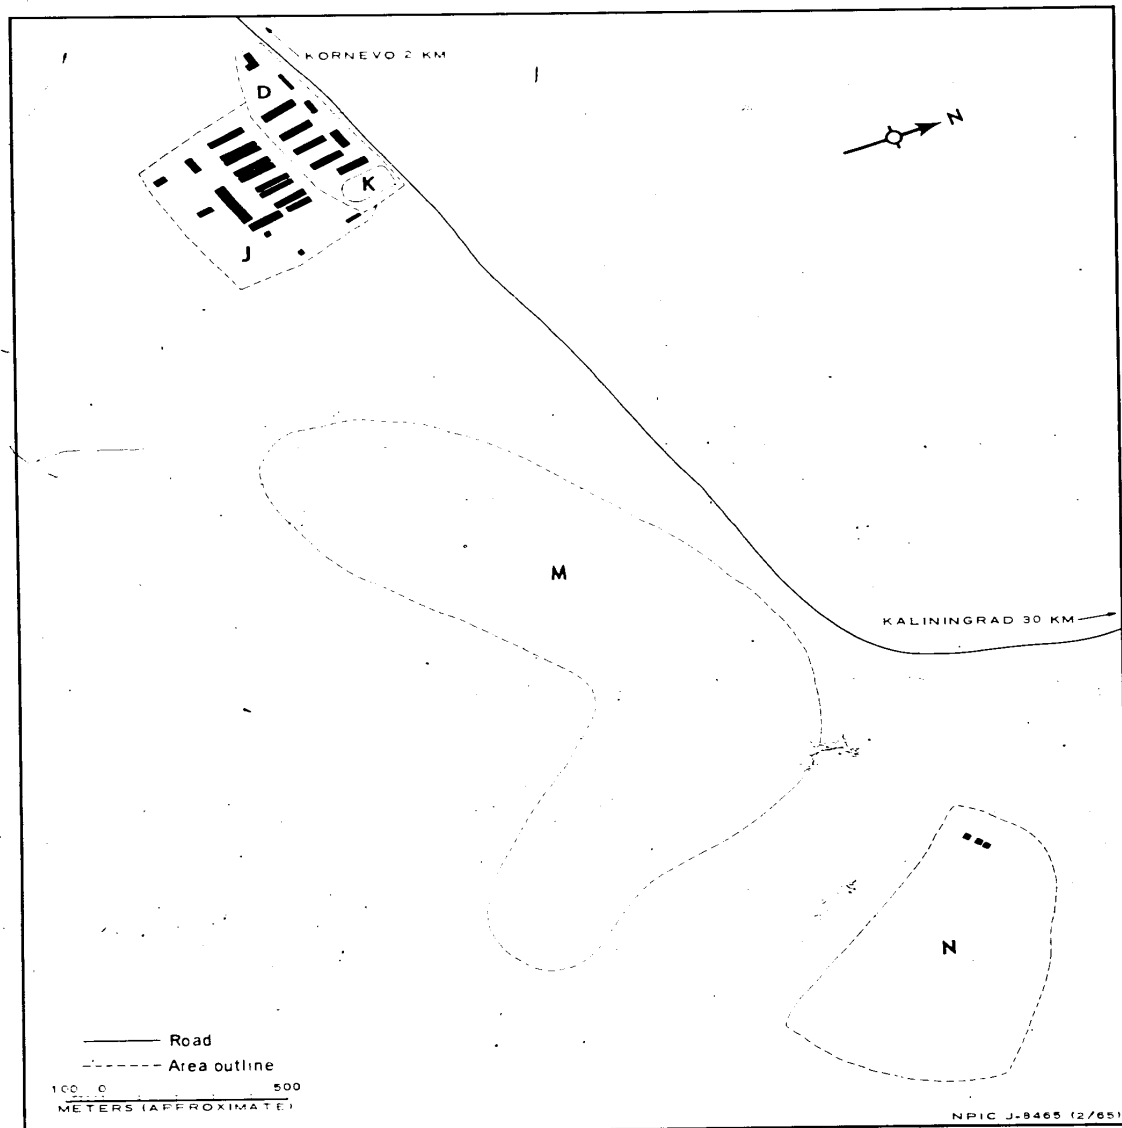 KORNEVO 2 KM
D
N
K
J
M
KALININGRAD 30 KM
N
Road
Area outline
100 0 500
METERS (APPROXIMATE)
NPIC J-8465 (2/65)